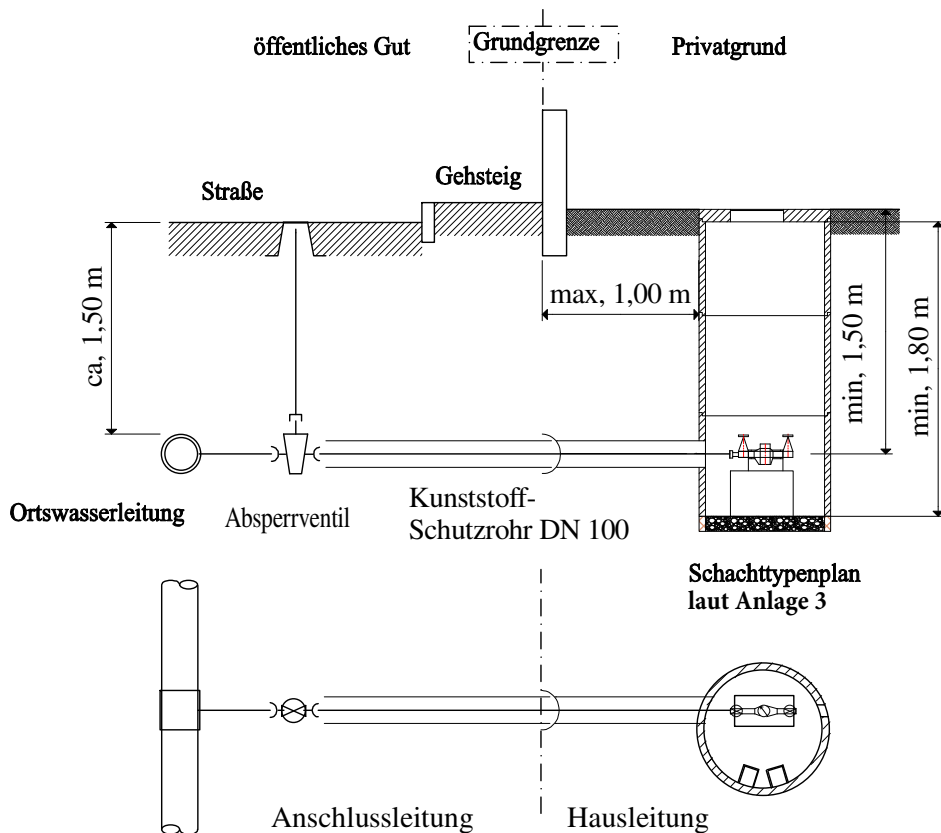 öffentliches Gut
Grundgrenze
Privatgrund
Straße
Gehsteig
max, 1,00 m
ca, 1,50 m
min, 1,50 m
min, 1,80 m
Ortswasserleitung
Absperrventil
Kunststoff-
Schutzrohr DN 100
Schachttypenplan
laut Anlage 3
Anschlussleitung
Hausleitung